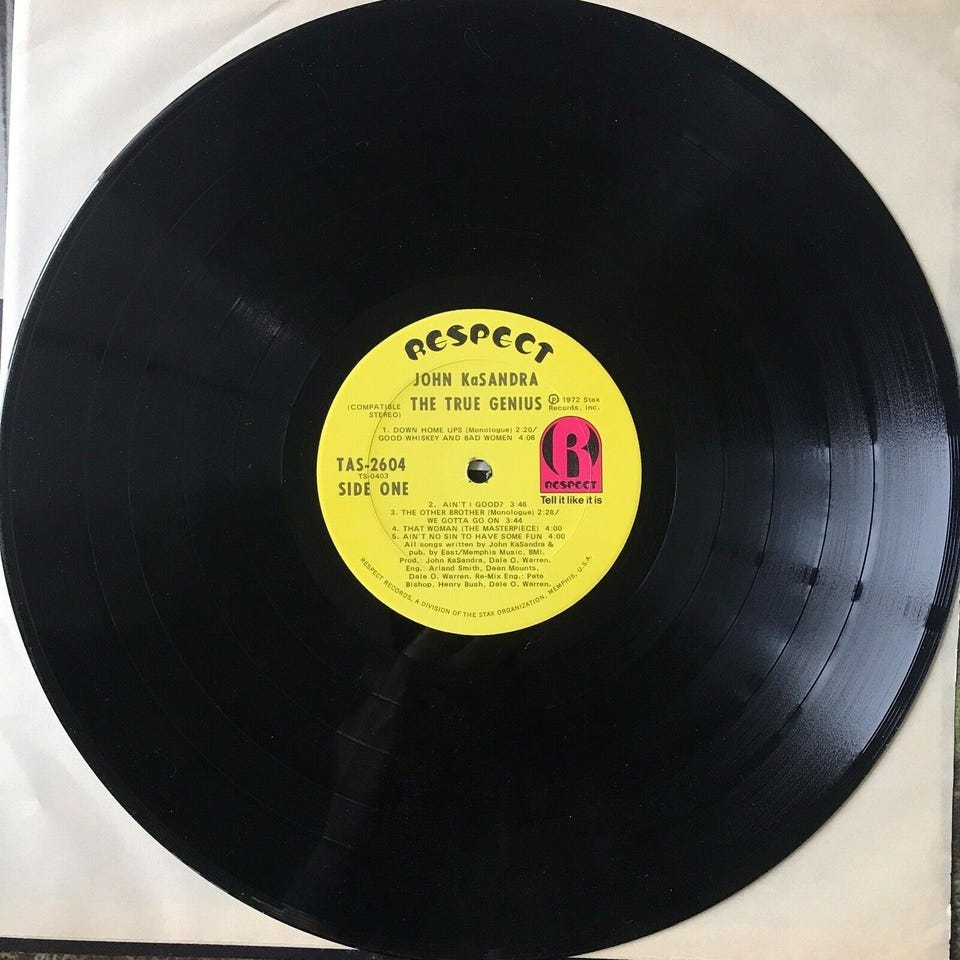 RESPECT
JOHN KaSANDRA
(COMPATIBLE STEREO)
THE TRUE GENIUS
℗ 1972 Stax
Records, Inc.
1. DOWN HOME UPS (Monologue) 2:20/
GOOD WHISKEY AND BAD WOMEN 4:06
TAS-2604
TS-0403
SIDE ONE
R
RESPECT
Tell it like it is
2. AIN'T I GOOD? 3:46
3. THE OTHER BROTHER (Monologue) 2:28/
WE GOTTA GO ON 3:44
4. THAT WOMAN (THE MASTERPIECE) 4:00
5. AIN'T NO SIN TO HAVE SOME FUN 4:00
All songs written by John KaSandra &
pub. by East/Memphis Music, BMI.
Prod.: John KaSandra, Dale O. Warren.
Eng.: Arland Smith, Dean Mounts,
Dale O. Warren. Re-Mix Eng.: Pete
Bishop, Henry Bush, Dale O. Warren.
RESPECT RECORDS, A DIVISION OF THE STAX ORGANIZATION, MEMPHIS, U.S.A.